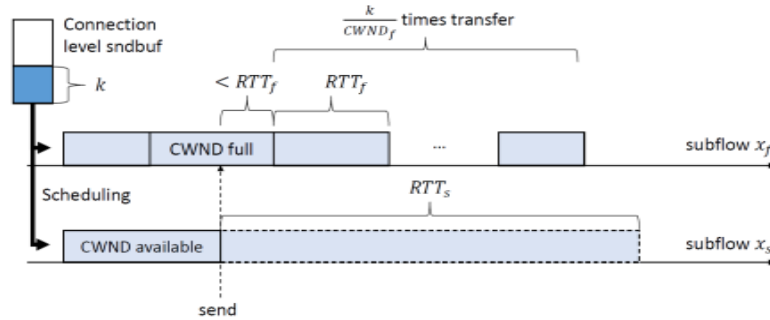 Connection
level sndbuf
k
k/CWND_f times transfer
< RTT_f
RTT_f
CWND full
...
subflow x_f
Scheduling
RTT_s
CWND available
subflow x_s
send